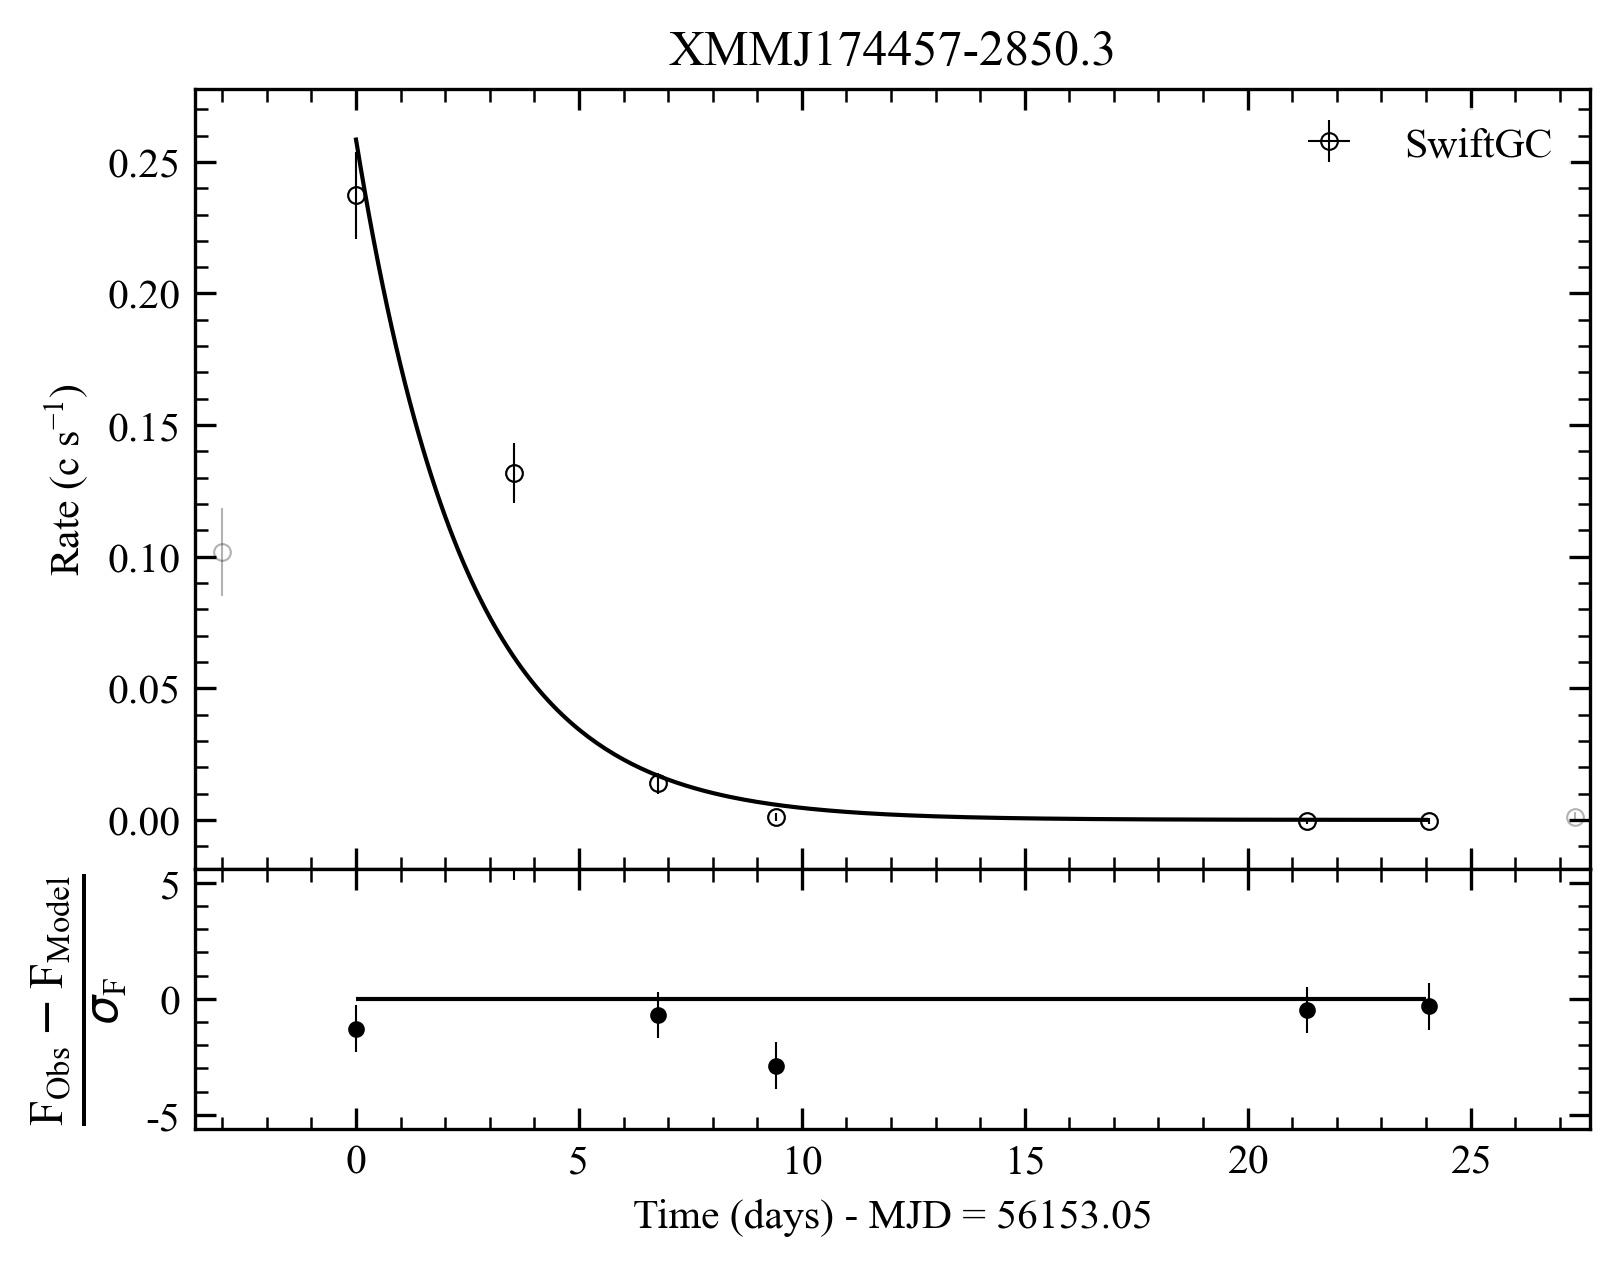 XMMJ174457-2850.3
SwiftGC
0.25
0.20
0.15
0.10
0.05
0.00
Rate (c s⁻¹)
5
0
-5
F_Obs − F_Model
σ_F
0 5 10 15 20 25
Time (days) - MJD = 56153.05